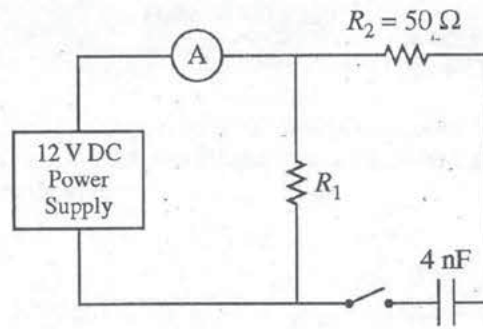 R₂ = 50 Ω
A
12 V DC
Power
Supply
R₁
4 nF